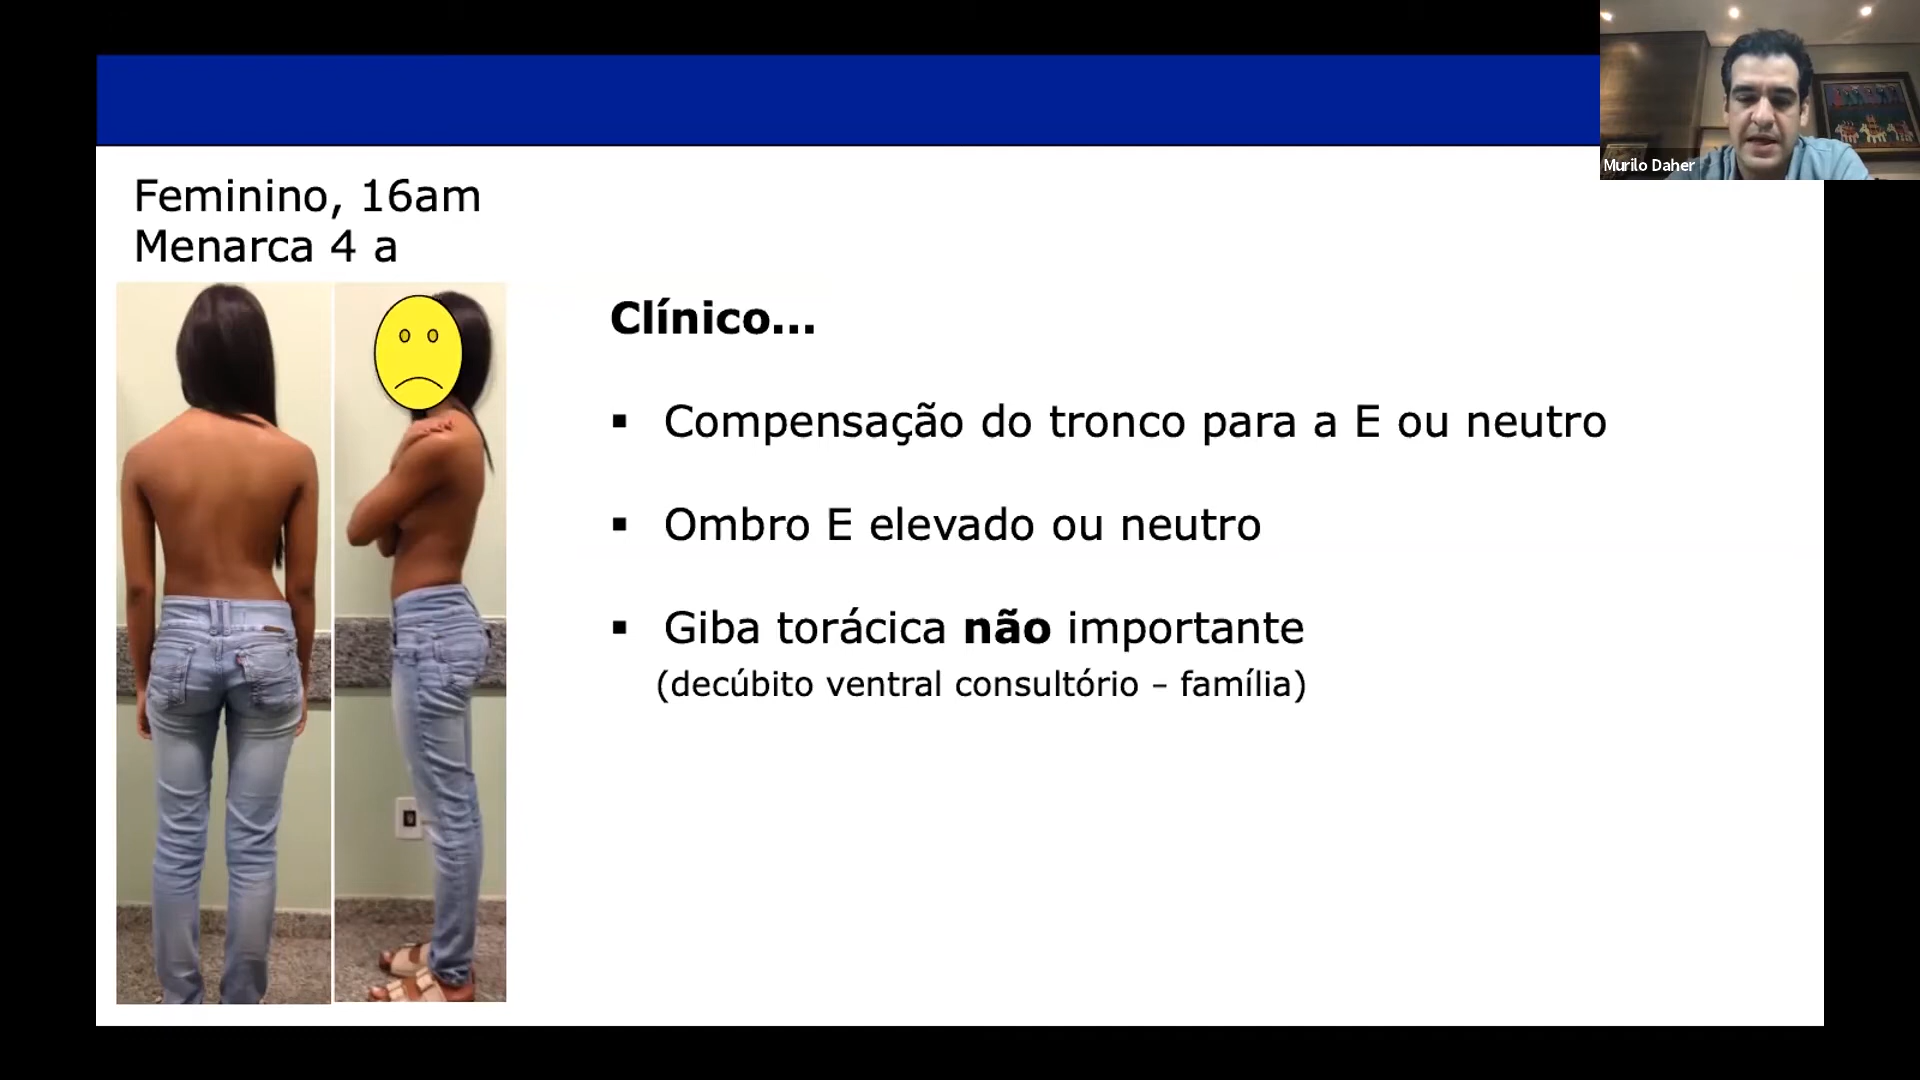 Murilo Daher
Feminino, 16am
Menarca 4 a
Clínico...
▪ Compensação do tronco para a E ou neutro
▪ Ombro E elevado ou neutro
▪ Giba torácica não importante
(decúbito ventral consultório – família)